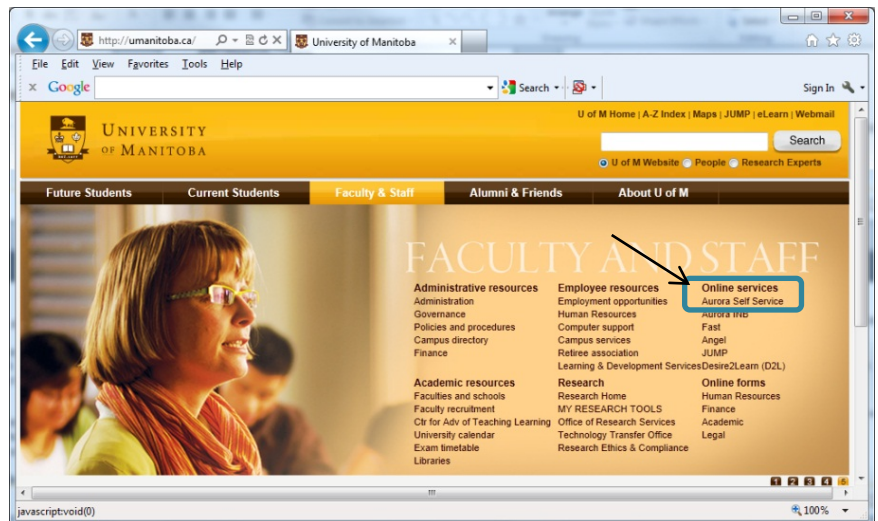 http://umanitoba.ca/
University of Manitoba
File Edit View Favorites Tools Help
x Google Search Sign In
UNIVERSITY
OF MANITOBA
U of M Home | A-Z Index | Maps | JUMP | eLearn | Webmail
Search
U of M Website People Research Experts
Future Students Current Students Faculty & Staff Alumni & Friends About U of M
FACULTY AND STAFF
Administrative resources
Administration
Governance
Policies and procedures
Campus directory
Finance
Employee resources
Employment opportunities
Human Resources
Computer support
Campus services
Retiree association
Learning & Development Services
Online services
Aurora Self Service
Aurora INB
Fast
Angel
JUMP
Desire2Learn (D2L)
Academic resources
Faculties and schools
Faculty recruitment
Ctr for Adv of Teaching Learning
University calendar
Exam timetable
Libraries
Research
Research Home
MY RESEARCH TOOLS
Office of Research Services
Technology Transfer Office
Research Ethics & Compliance
Online forms
Human Resources
Finance
Academic
Legal
1 2 3 4 5
javascript:void(0) 100%